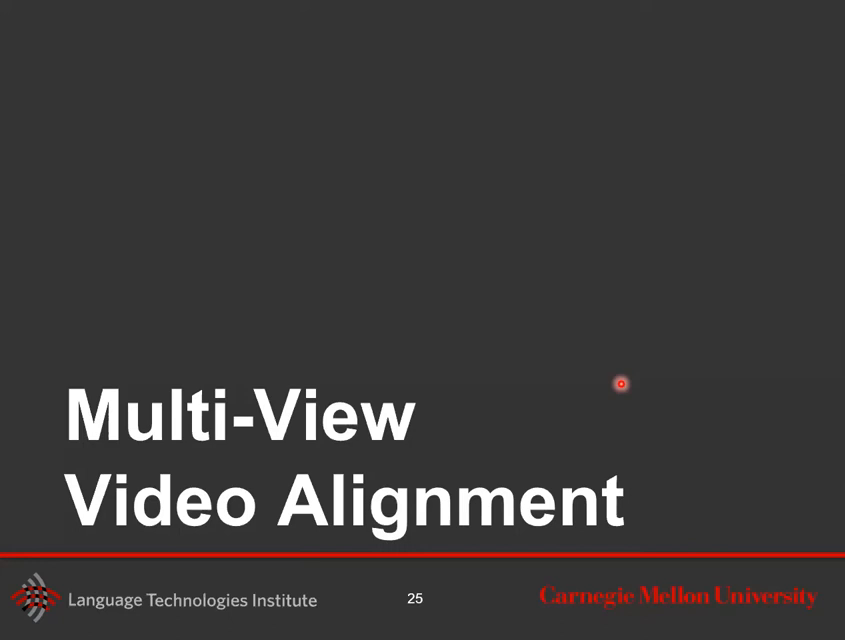 Multi-View
Video Alignment
Language Technologies Institute
25
Carnegie Mellon University